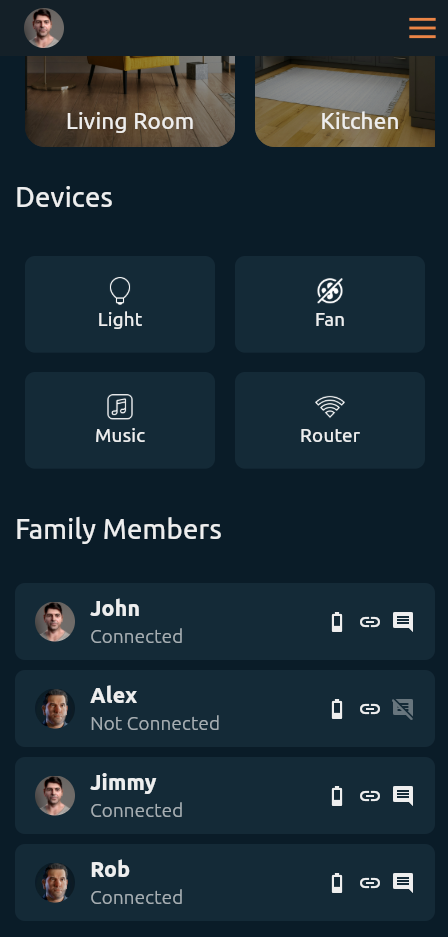 Living Room
Kitchen
Devices
Light
Fan
Music
Router
Family Members
John
Connected
Alex
Not Connected
Jimmy
Connected
Rob
Connected